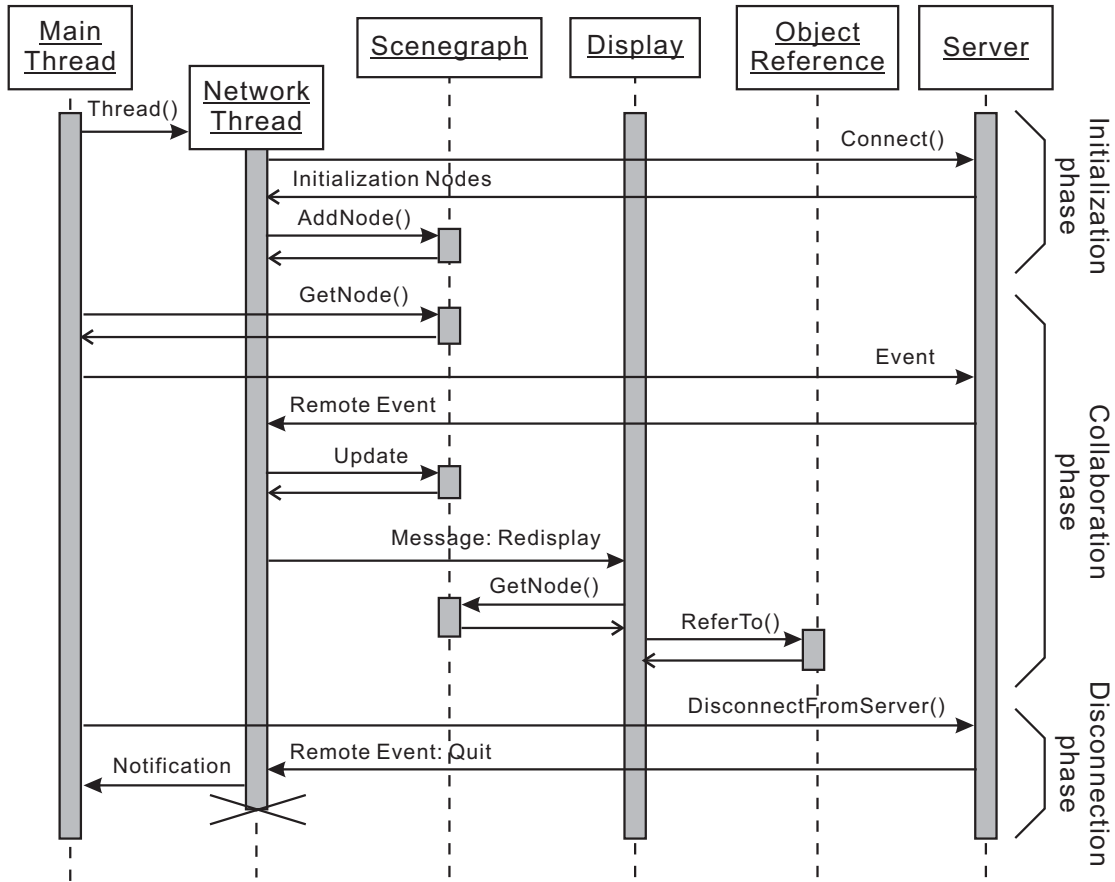 Main
Thread
Network
Thread
Scenegraph
Display
Object
Reference
Server
Thread()
Connect()
Initialization Nodes
AddNode()
GetNode()
Event
Remote Event
Update
Message: Redisplay
GetNode()
ReferTo()
DisconnectFromServer()
Remote Event: Quit
Notification
Initialization
phase
Collaboration
phase
Disconnection
phase